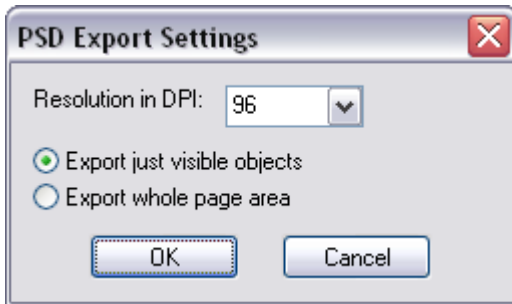 PSD Export Settings
Resolution in DPI: 96
Export just visible objects
Export whole page area
OK Cancel